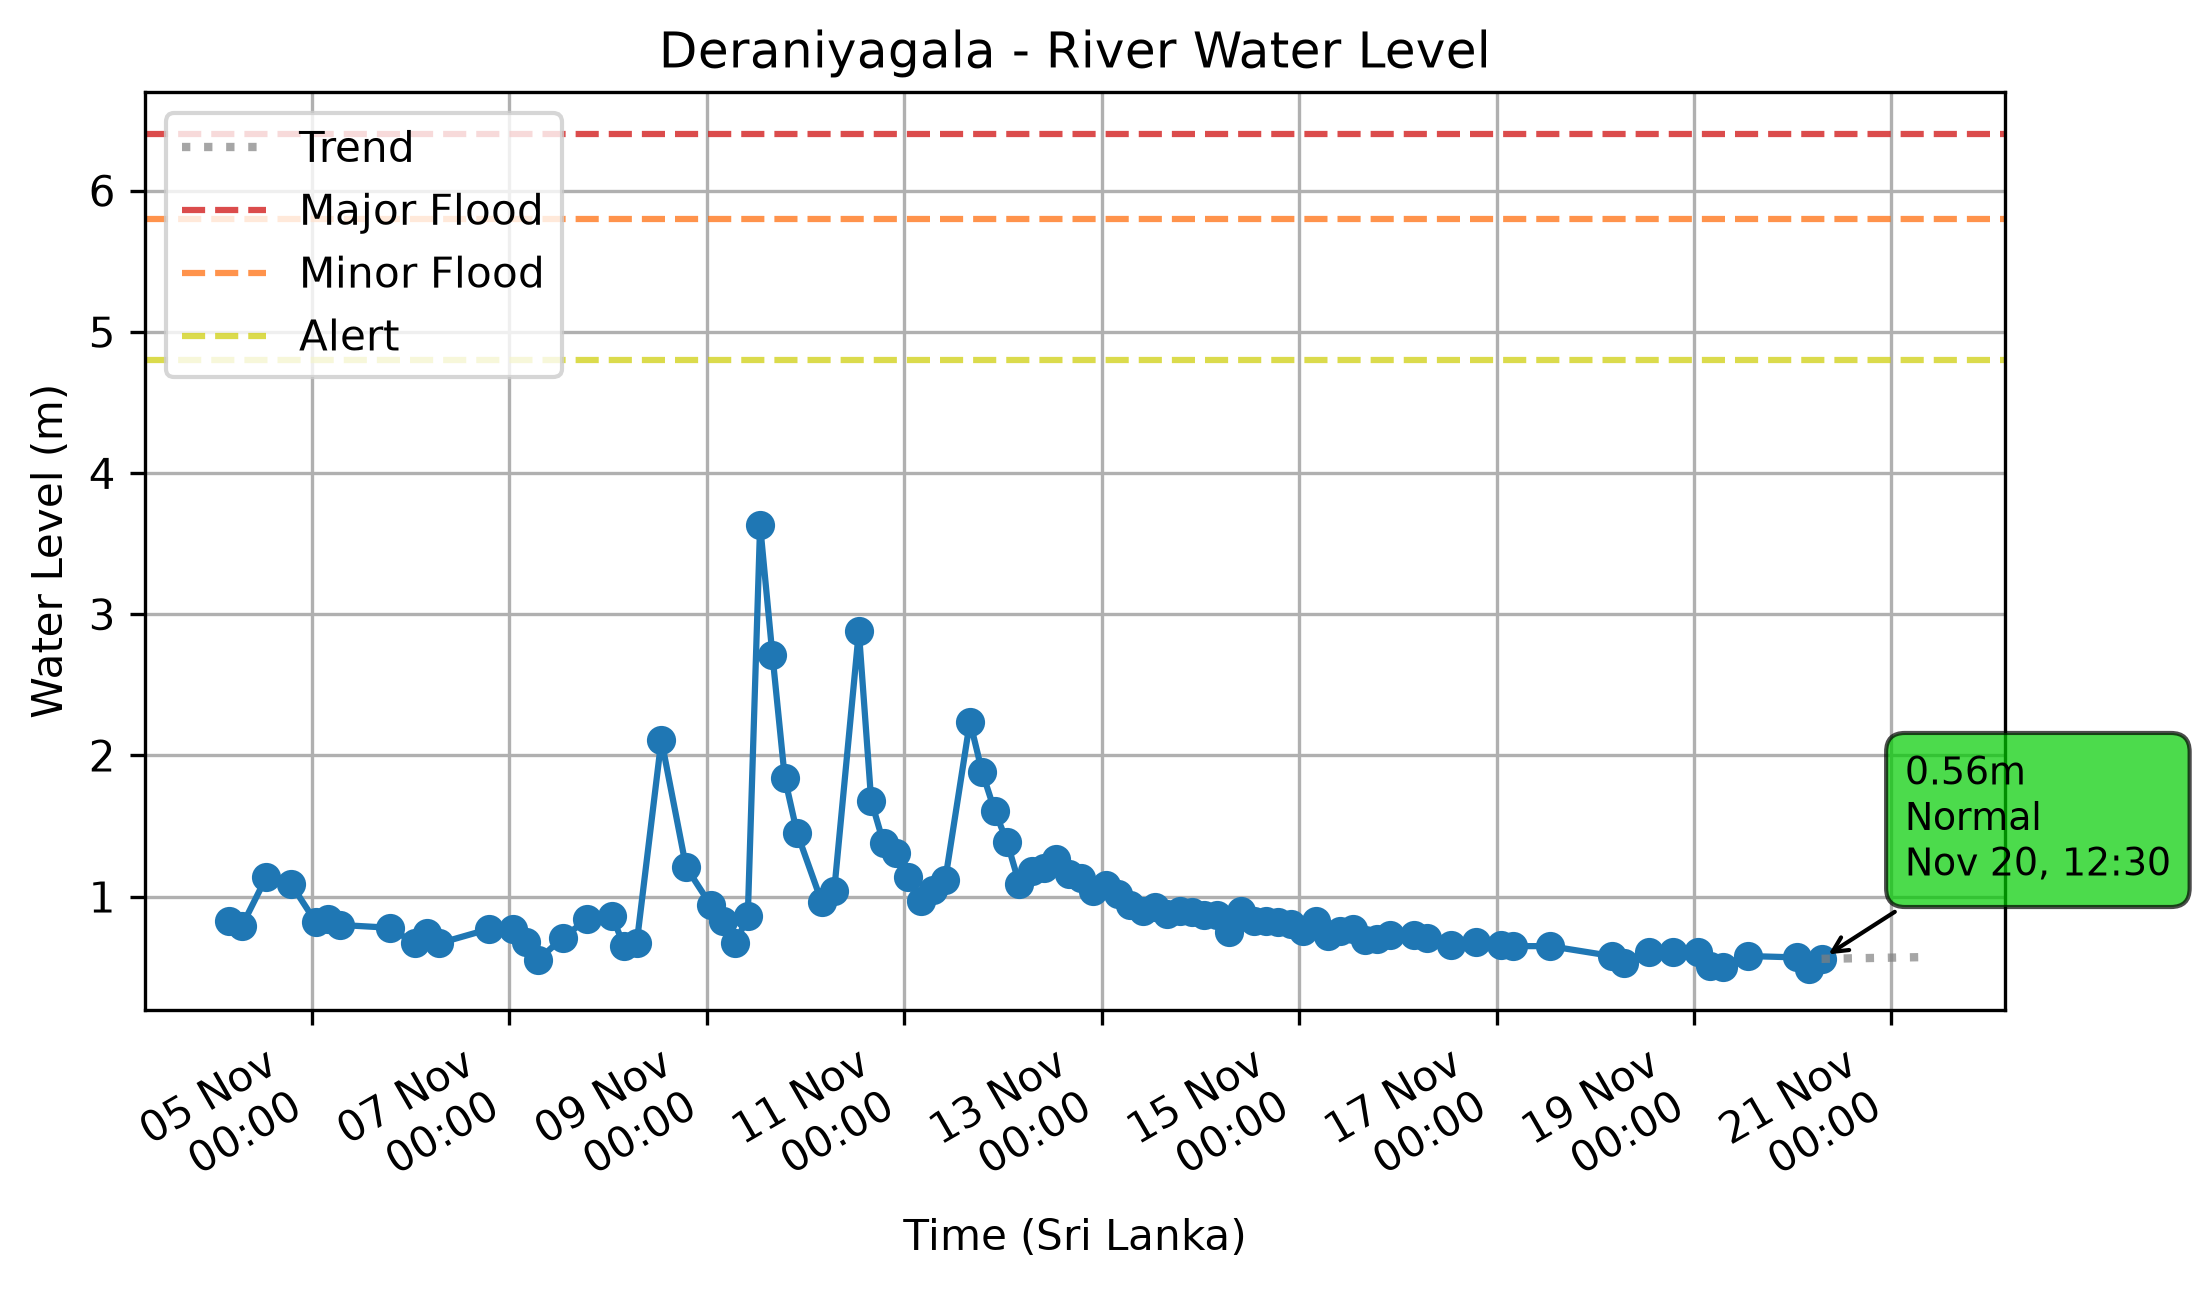 Deraniyagala - River Water Level
Trend
Major Flood
Minor Flood
Alert
Water Level (m)
6
5
4
3
2
1
0.56m
Normal
Nov 20, 12:30
05 Nov
00:00
07 Nov
00:00
09 Nov
00:00
11 Nov
00:00
13 Nov
00:00
15 Nov
00:00
17 Nov
00:00
19 Nov
00:00
21 Nov
00:00
Time (Sri Lanka)